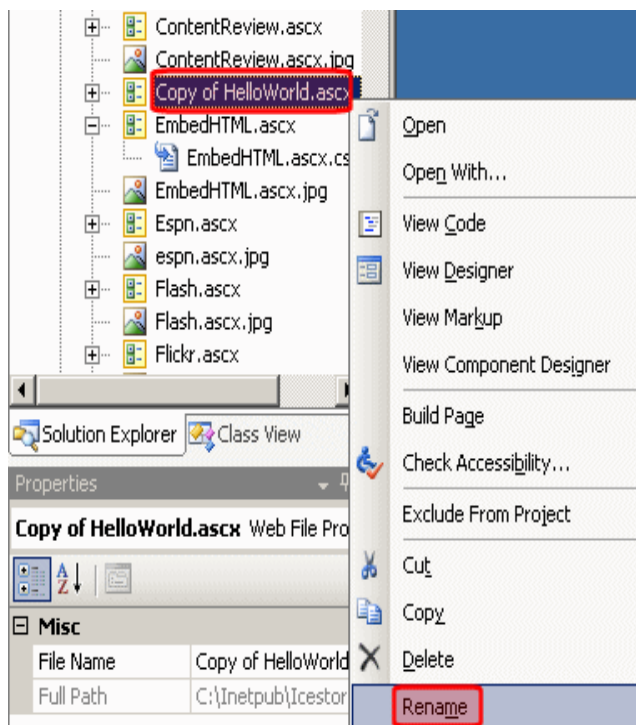 ContentReview.ascx
ContentReview.ascx.jpg
Copy of HelloWorld.ascx
EmbedHTML.ascx
EmbedHTML.ascx.cs
EmbedHTML.ascx.jpg
Espn.ascx
espn.ascx.jpg
Flash.ascx
Flash.ascx.jpg
Flickr.ascx
Solution Explorer
Class View
Properties
Copy of HelloWorld.ascx Web File Pro
Misc
File Name Copy of HelloWorld
Full Path C:\Inetpub\Icestor
Open
Open With...
View Code
View Designer
View Markup
View Component Designer
Build Page
Check Accessibility...
Exclude From Project
Cut
Copy
Delete
Rename